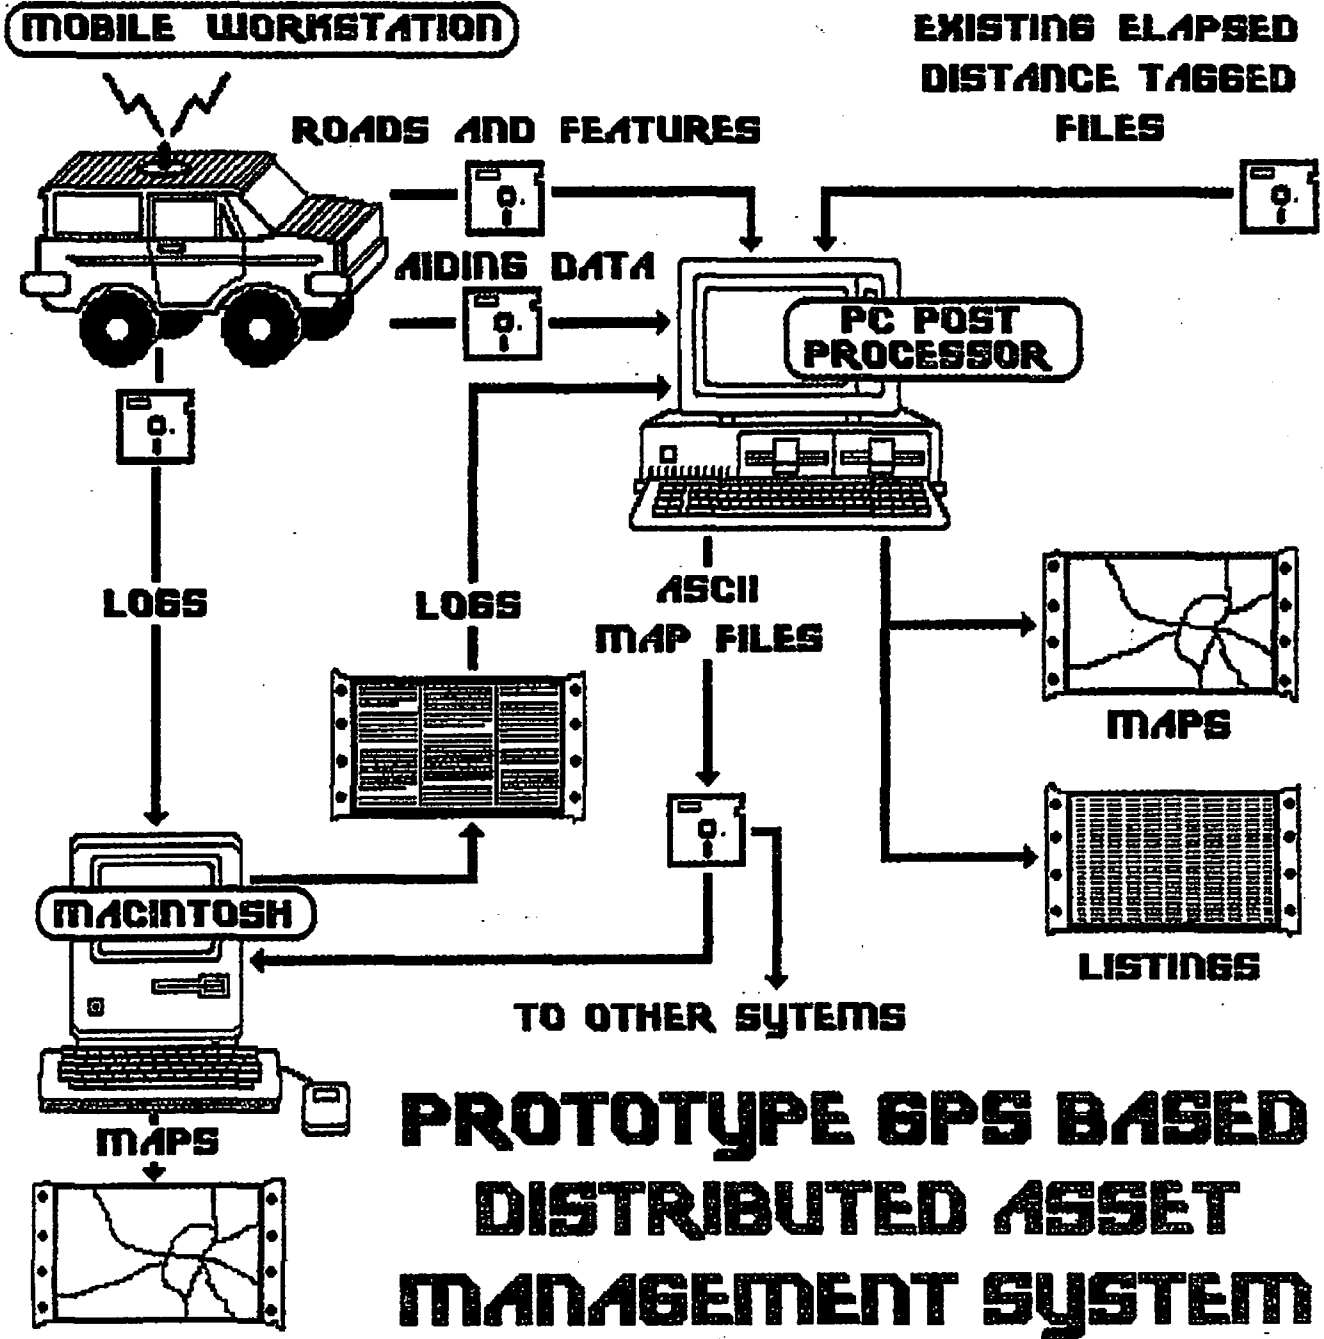 MOBILE WORKSTATION
EXISTING ELAPSED
DISTANCE TAGGED
FILES
ROADS AND FEATURES
AIDING DATA
PC POST
PROCESSOR
LOGS
LOGS
ASCII
MAP FILES
MAPS
MACINTOSH
LISTINGS
TO OTHER SYTEMS
MAPS
PROTOTYPE GPS BASED
DISTRIBUTED ASSET
MANAGEMENT SYSTEM